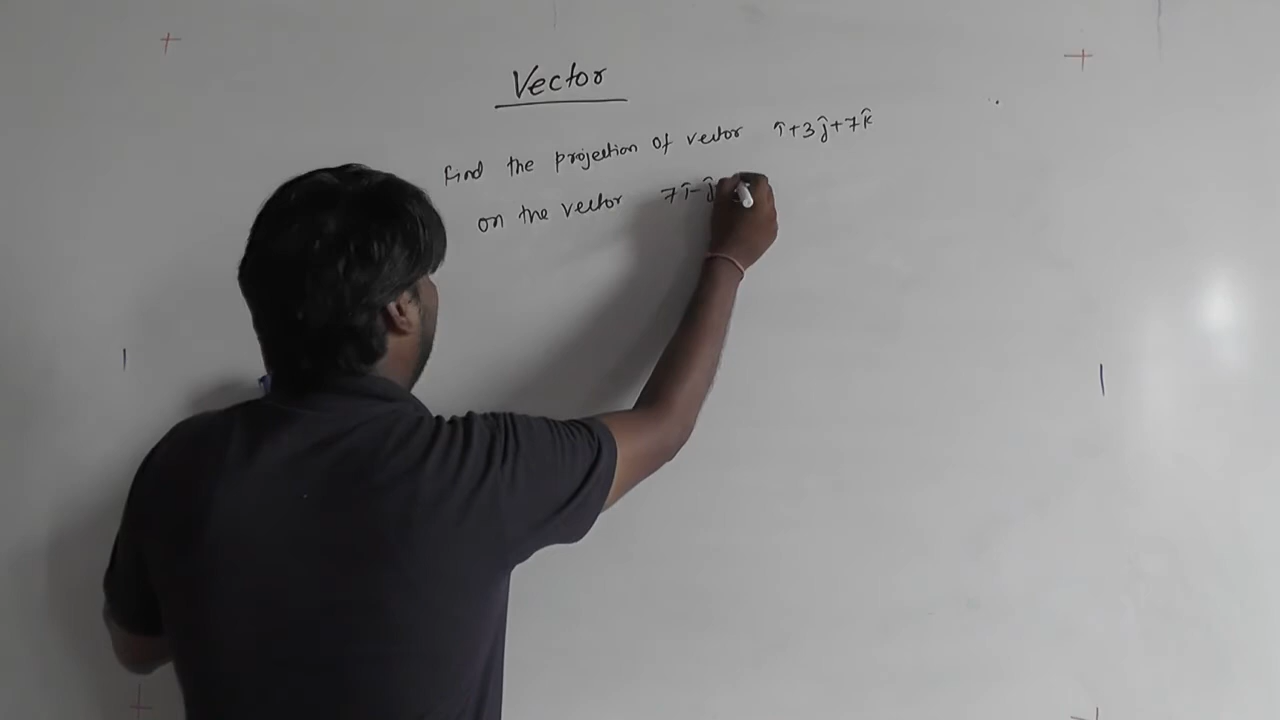 Vector
Find the projection of vector î+3ĵ+7k̂
on the vector 7î-ĵ